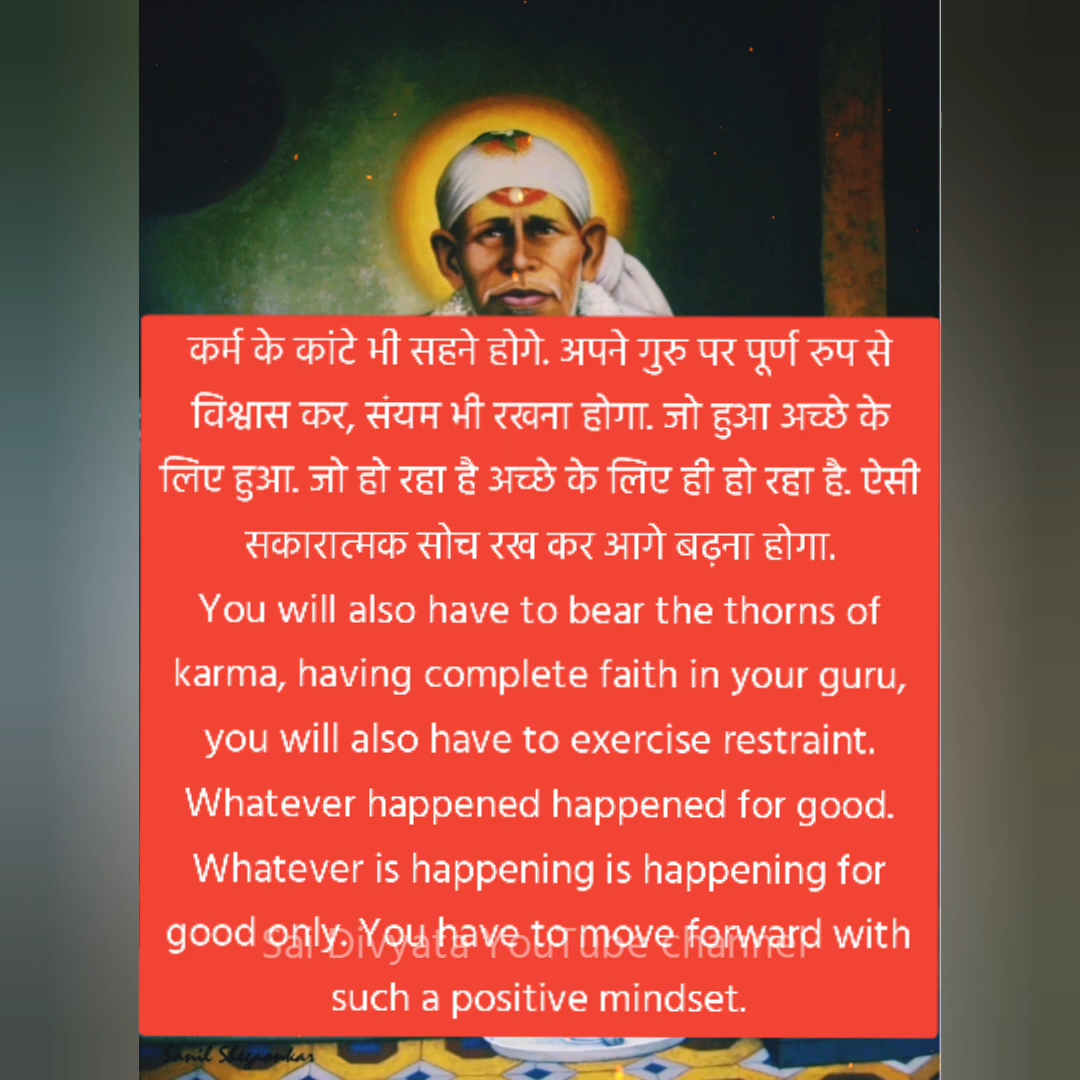 कर्म के कांटे भी सहने होगे. अपने गुरु पर पूर्ण रुप से
विश्वास कर, संयम भी रखना होगा. जो हुआ अच्छे के
लिए हुआ. जो हो रहा है अच्छे के लिए ही हो रहा है. ऐसी
सकारात्मक सोच रख कर आगे बढ़ना होगा.
You will also have to bear the thorns of
karma, having complete faith in your guru,
you will also have to exercise restraint.
Whatever happened happened for good.
Whatever is happening is happening for
good only. You have to move forward with
Sai Divyata YouTube channel
such a positive mindset.
Sunil Shegaonkar